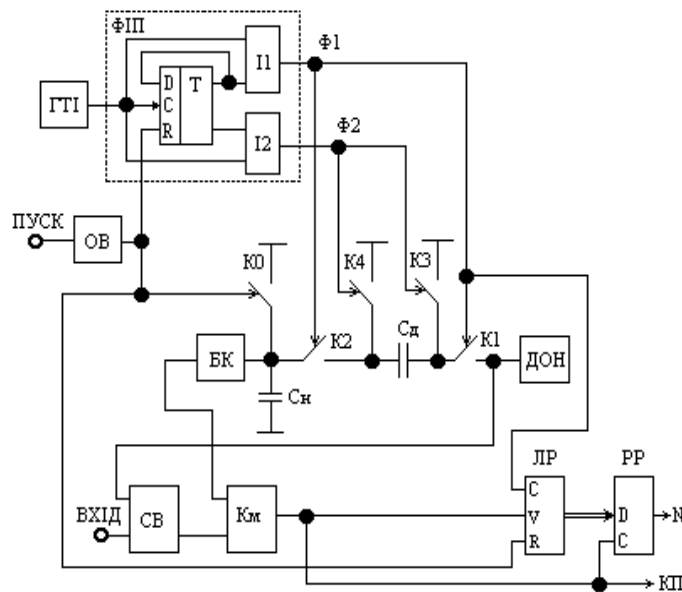 ФІП
Ф1
І1
D
T
ГТІ
C
R
І2
Ф2
ПУСК
ОВ
К0
К4
К3
Сд
К1
БК
К2
ДОН
Сн
ЛР
РР
ВХІД
СВ
Км
C
V
D
N
R
C
КП